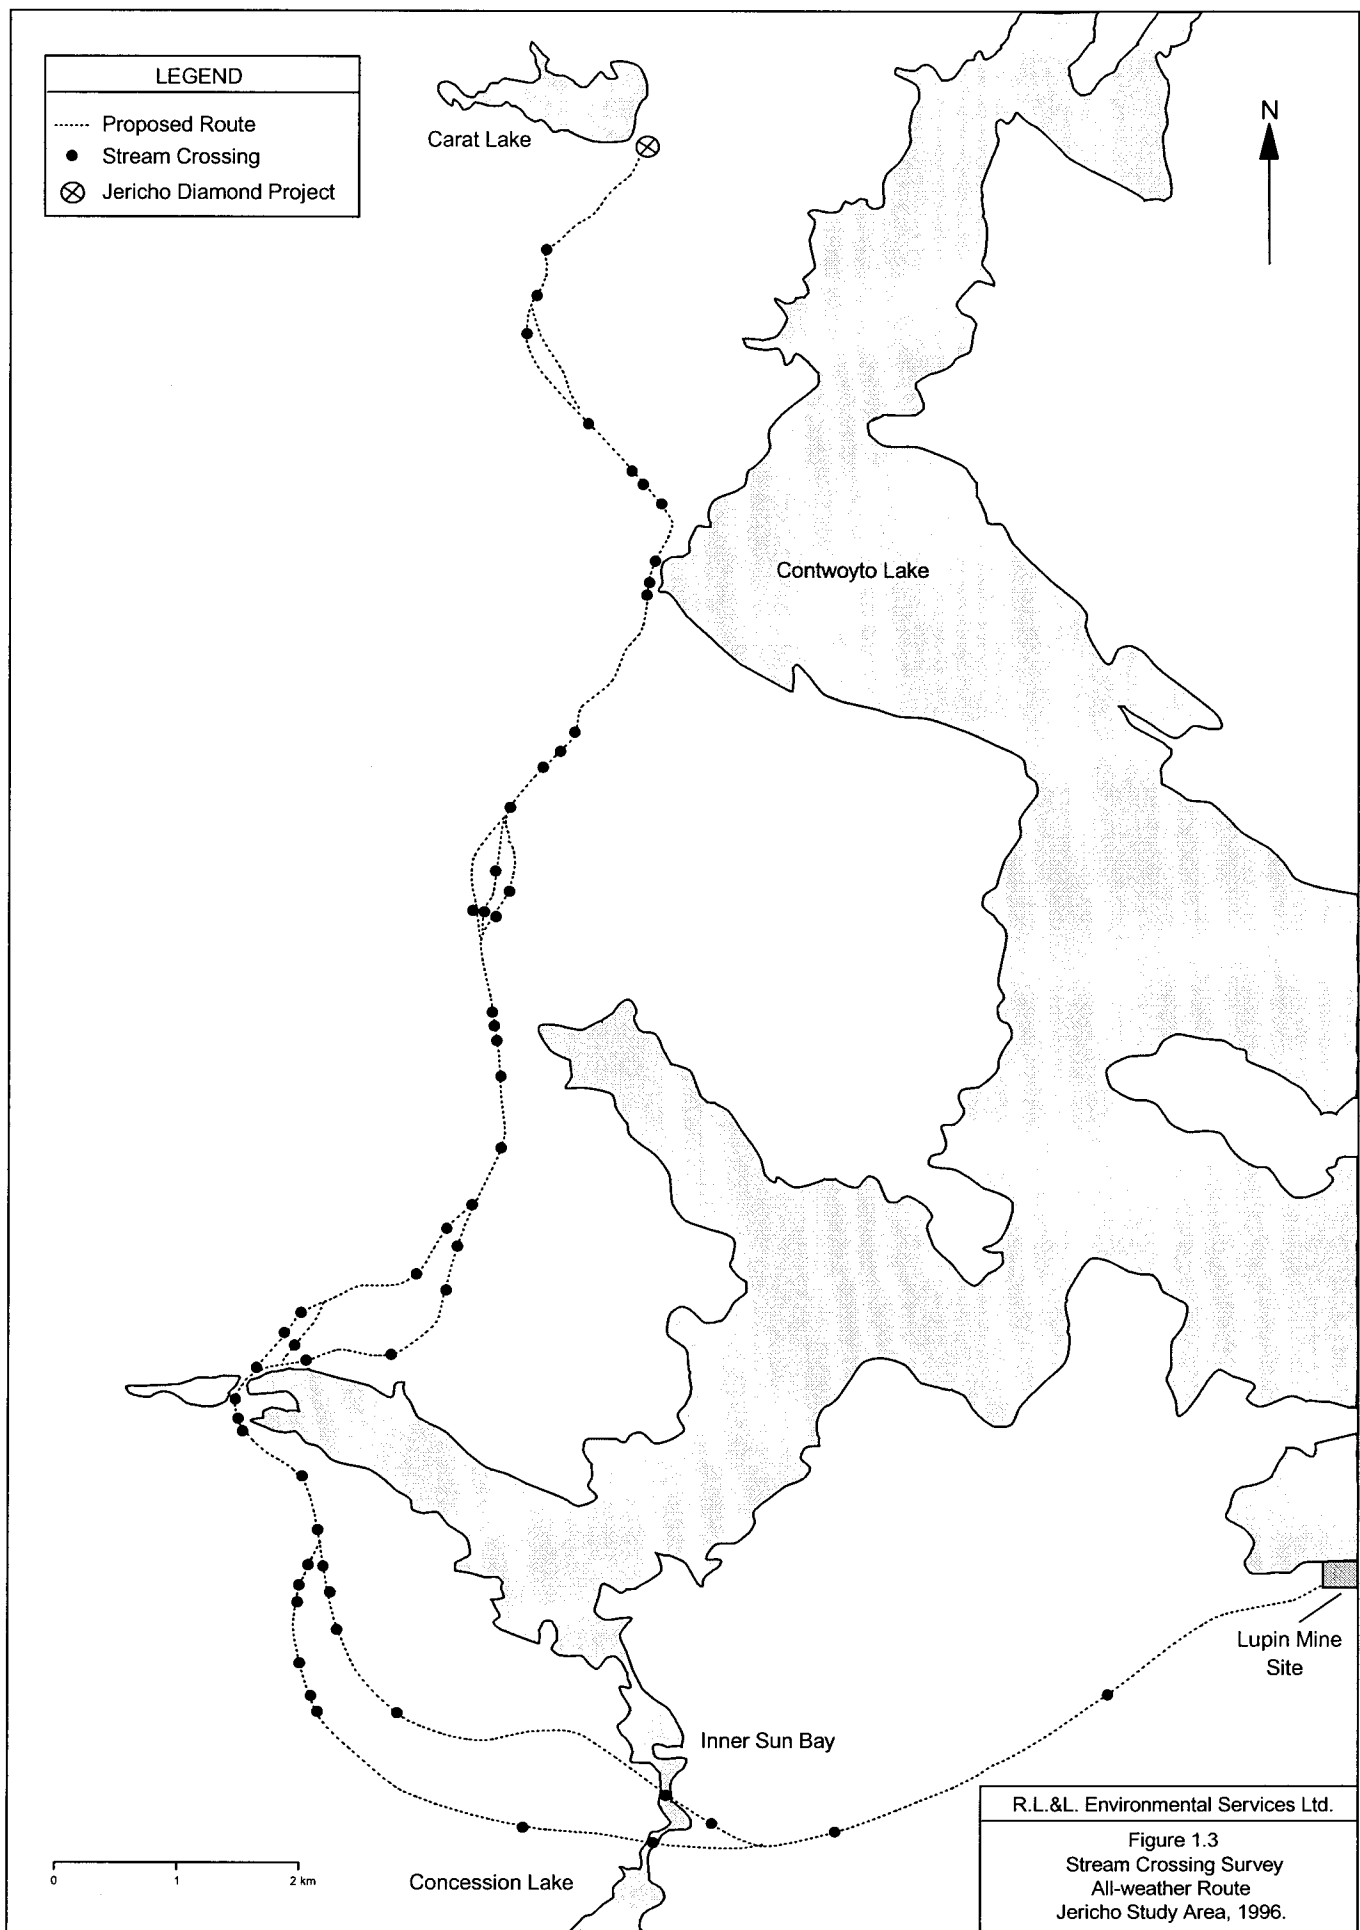 LEGEND
Proposed Route
Stream Crossing
Jericho Diamond Project
Carat Lake
N
Contwoyto Lake
Lupin Mine
Site
Inner Sun Bay
Concession Lake
0 1 2 km
R.L.&L. Environmental Services Ltd.
Figure 1.3
Stream Crossing Survey
All-weather Route
Jericho Study Area, 1996.